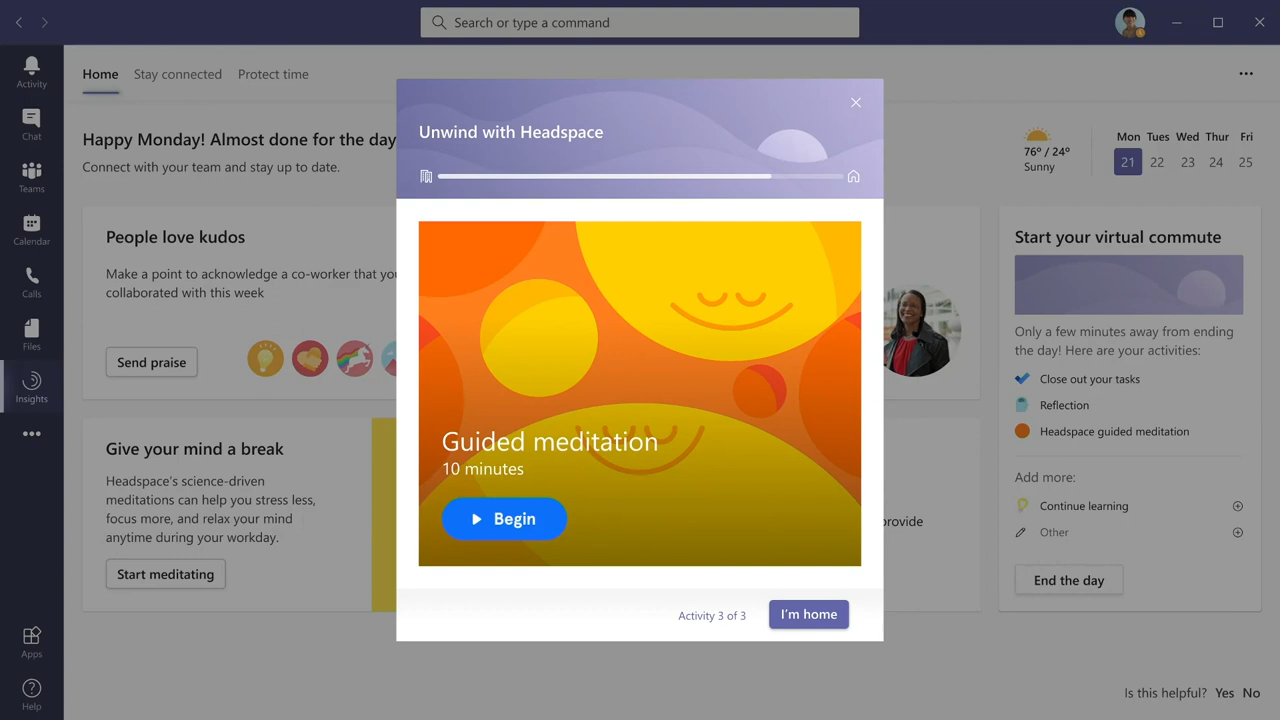 Search or type a command
Activity
Chat
Teams
Calendar
Calls
Files
Insights
Apps
Help
Home Stay connected Protect time
Happy Monday! Almost done for the day
Connect with your team and stay up to date.
76º / 24º
Sunny
Mon Tues Wed Thur Fri
21 22 23 24 25
People love kudos
Make a point to acknowledge a co-worker that you
collaborated with this week
Send praise
Give your mind a break
Headspace's science-driven
meditations can help you stress less,
focus more, and relax your mind
anytime during your workday.
Start meditating
Unwind with Headspace
Guided meditation
10 minutes
Begin
Activity 3 of 3
I'm home
provide
Start your virtual commute
Only a few minutes away from ending
the day! Here are your activities:
Close out your tasks
Reflection
Headspace guided meditation
Add more:
Continue learning
Other
End the day
Is this helpful? Yes No